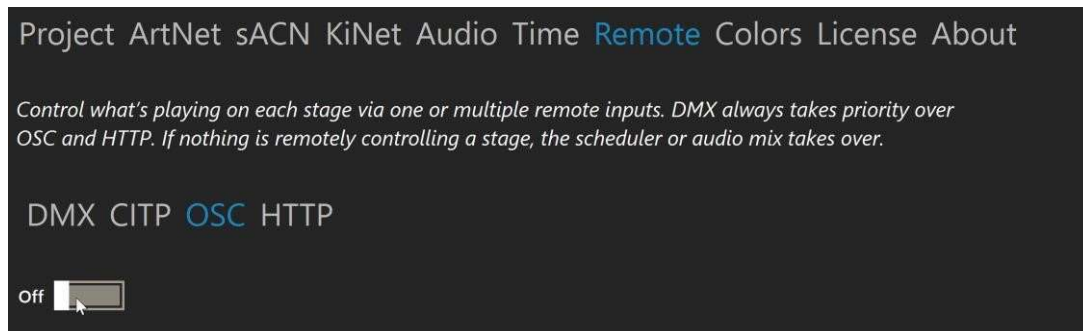 Project ArtNet sACN KiNet Audio Time Remote Colors License About
Control what's playing on each stage via one or multiple remote inputs. DMX always takes priority over
OSC and HTTP. If nothing is remotely controlling a stage, the scheduler or audio mix takes over.
DMX CITP OSC HTTP
Off